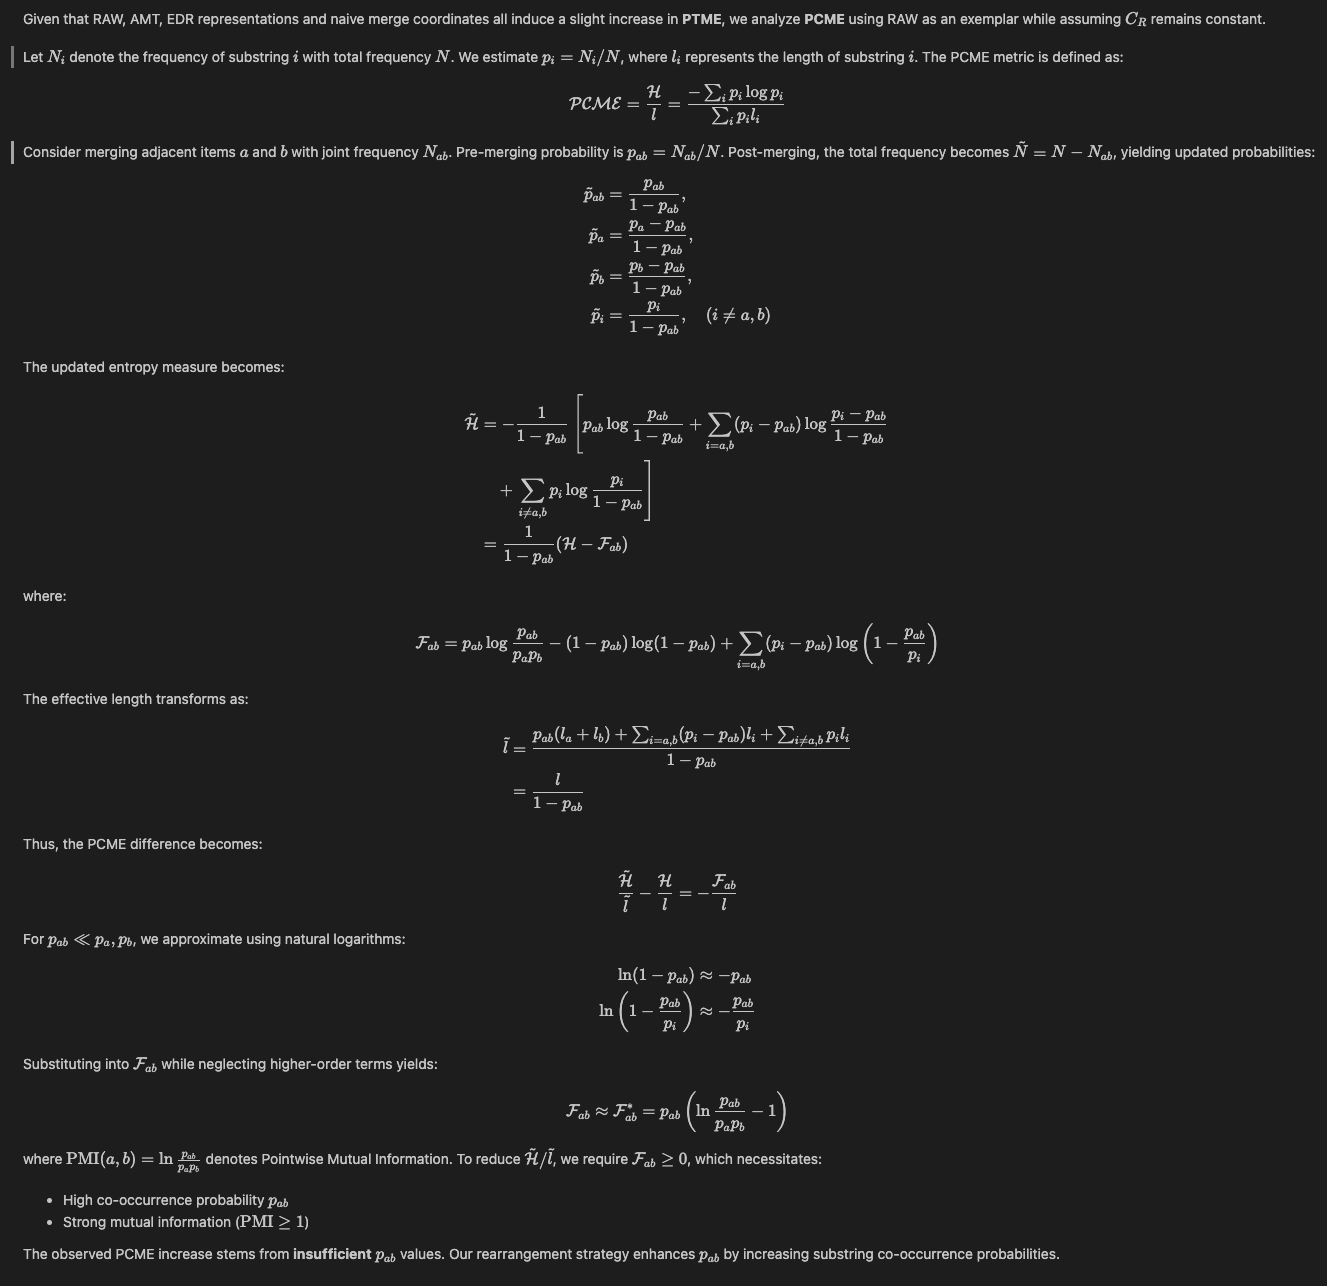 Given that RAW, AMT, EDR representations and naive merge coordinates all induce a slight increase in PTME, we analyze PCME using RAW as an exemplar while assuming $C_R$ remains constant.
Let $N_i$ denote the frequency of substring $i$ with total frequency $N$. We estimate $p_i = N_i/N$, where $l_i$ represents the length of substring $i$. The PCME metric is defined as:
$\mathcal{PCME} = \frac{\mathcal{H}}{l} = \frac{-\sum_i p_i \log p_i}{\sum_i p_i l_i}$
Consider merging adjacent items $a$ and $b$ with joint frequency $N_{ab}$. Pre-merging probability is $p_{ab} = N_{ab}/N$. Post-merging, the total frequency becomes $\tilde{N} = N - N_{ab}$, yielding updated probabilities:
$\tilde{p}_{ab} = \frac{p_{ab}}{1 - p_{ab}},$
$\tilde{p}_a = \frac{p_a - p_{ab}}{1 - p_{ab}},$
$\tilde{p}_b = \frac{p_b - p_{ab}}{1 - p_{ab}},$
$\tilde{p}_i = \frac{p_i}{1 - p_{ab}}, \quad (i \neq a, b)$
The updated entropy measure becomes:
$\tilde{\mathcal{H}} = -\frac{1}{1 - p_{ab}} \left[ p_{ab} \log \frac{p_{ab}}{1 - p_{ab}} + \sum_{i=a,b} (p_i - p_{ab}) \log \frac{p_i - p_{ab}}{1 - p_{ab}} \right.$
$\left. + \sum_{i \neq a,b} p_i \log \frac{p_i}{1 - p_{ab}} \right]$
$= \frac{1}{1 - p_{ab}} (\mathcal{H} - \mathcal{F}_{ab})$
where:
$\mathcal{F}_{ab} = p_{ab} \log \frac{p_{ab}}{p_a p_b} - (1 - p_{ab}) \log(1 - p_{ab}) + \sum_{i=a,b} (p_i - p_{ab}) \log \left( 1 - \frac{p_{ab}}{p_i} \right)$
The effective length transforms as:
$\tilde{l} = \frac{p_{ab}(l_a + l_b) + \sum_{i=a,b} (p_i - p_{ab}) l_i + \sum_{i \neq a,b} p_i l_i}{1 - p_{ab}}$
$= \frac{l}{1 - p_{ab}}$
Thus, the PCME difference becomes:
$\frac{\tilde{\mathcal{H}}}{\tilde{l}} - \frac{\mathcal{H}}{l} = -\frac{\mathcal{F}_{ab}}{l}$
For $p_{ab} \ll p_a, p_b$, we approximate using natural logarithms:
$\ln(1 - p_{ab}) \approx -p_{ab}$
$\ln \left( 1 - \frac{p_{ab}}{p_i} \right) \approx -\frac{p_{ab}}{p_i}$
Substituting into $\mathcal{F}_{ab}$ while neglecting higher-order terms yields:
$\mathcal{F}_{ab} \approx \mathcal{F}_{ab}^* = p_{ab} \left( \ln \frac{p_{ab}}{p_a p_b} - 1 \right)$
where $\text{PMI}(a, b) = \ln \frac{p_{ab}}{p_a p_b}$ denotes Pointwise Mutual Information. To reduce $\tilde{\mathcal{H}}/\tilde{l}$, we require $\mathcal{F}_{ab} \geq 0$, which necessitates:
• High co-occurrence probability $p_{ab}$
• Strong mutual information ($\text{PMI} \geq 1$)
The observed PCME increase stems from insufficient $p_{ab}$ values. Our rearrangement strategy enhances $p_{ab}$ by increasing substring co-occurrence probabilities.